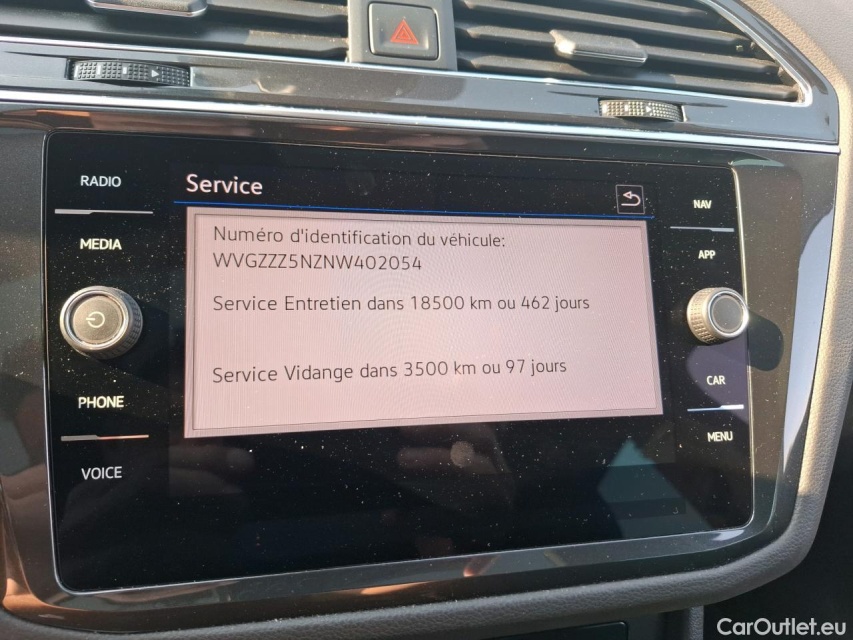 RADIO
MEDIA
PHONE
VOICE
Service
Numéro d'identification du véhicule:
WVGZZZ5NZNW402054
Service Entretien dans 18500 km ou 462 jours
Service Vidange dans 3500 km ou 97 jours
NAV
APP
CAR
MENU
CarOutlet.eu